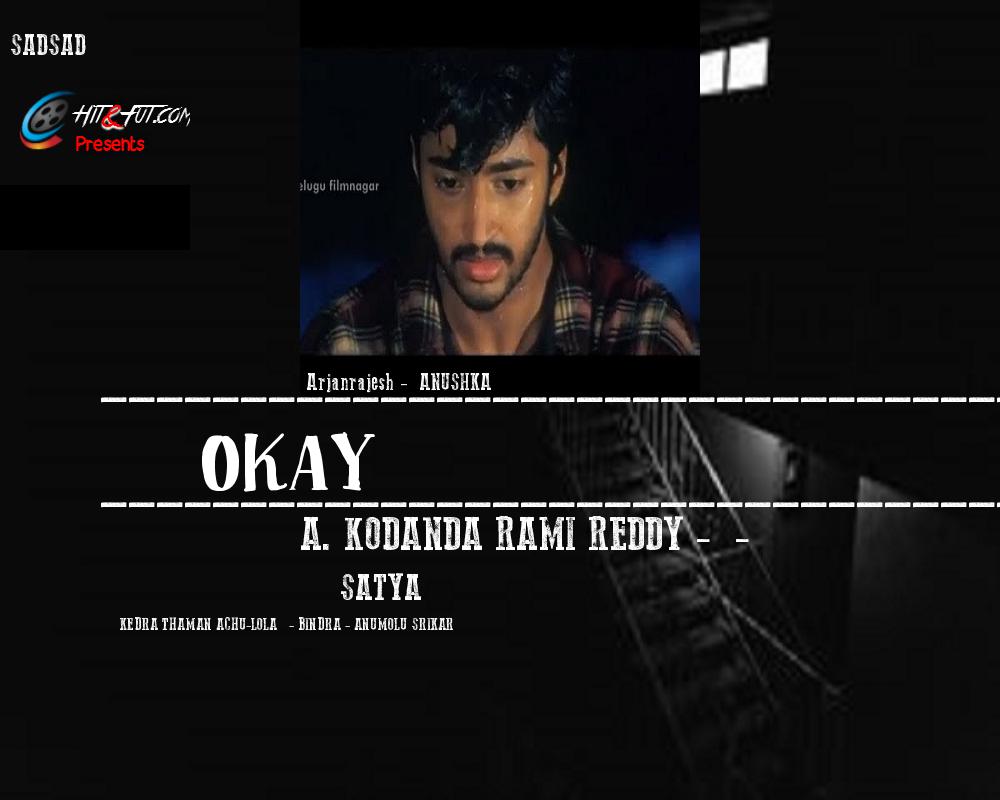 SADSAD
HIT&FUT.COM
Presents
elugu filmnagar
Arjanrajesh - ANUSHKA
OKAY
A. KODANDA RAMI REDDY - -
SATYA
KEDRA THAMAN ACHU-LOLA - BINDRA - ANUMOLU SRIKAR